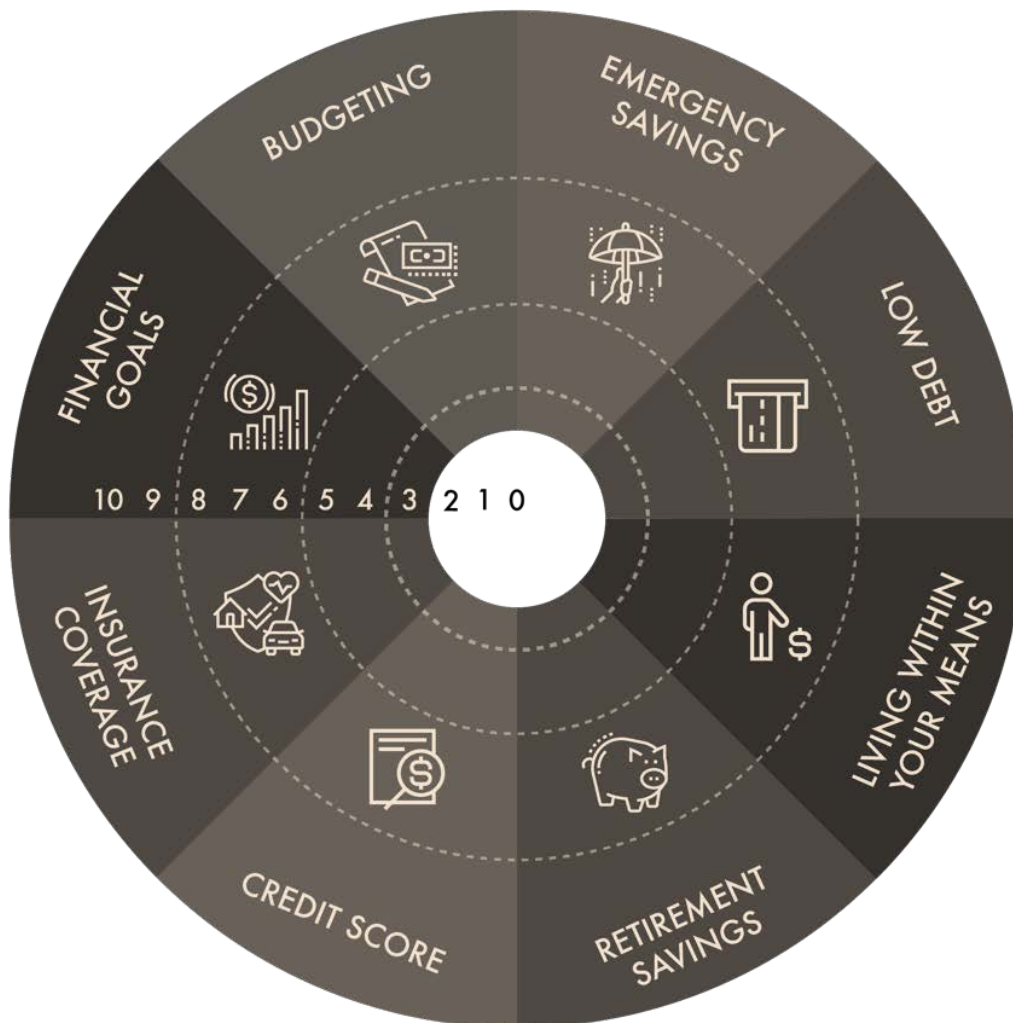 BUDGETING
EMERGENCY
SAVINGS
LOW DEBT
LIVING WITHIN
YOUR MEANS
RETIREMENT
SAVINGS
CREDIT SCORE
INSURANCE
COVERAGE
FINANCIAL
GOALS
10 9 8 7 6 5 4 3 2 1 0
$
$
$
$